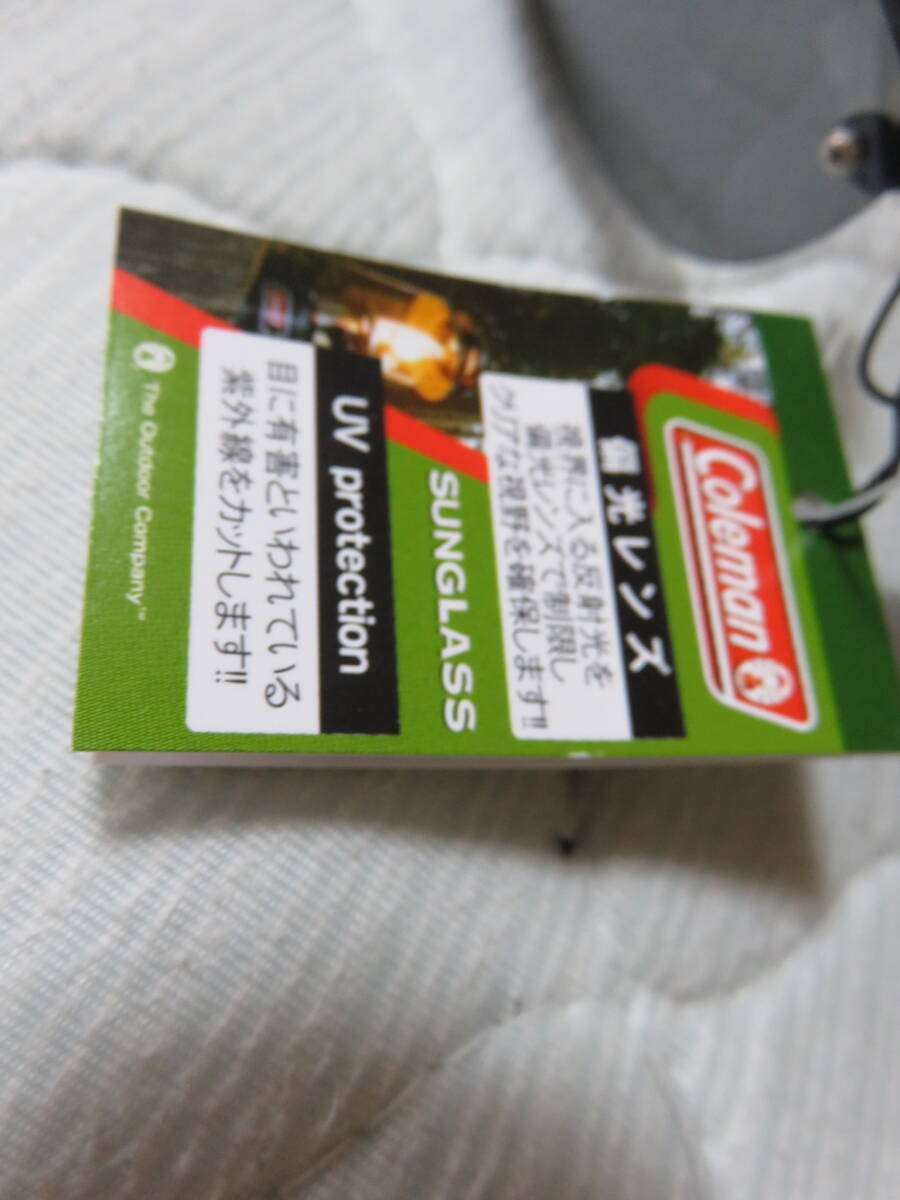 Coleman
偏光レンズ
視界に入る反射光を
偏光レンズで制限し
クリアな視野を確保します!!
SUNGLASS
UV protection
目に有害といわれている
紫外線をカットします!!
The Outdoor Company™